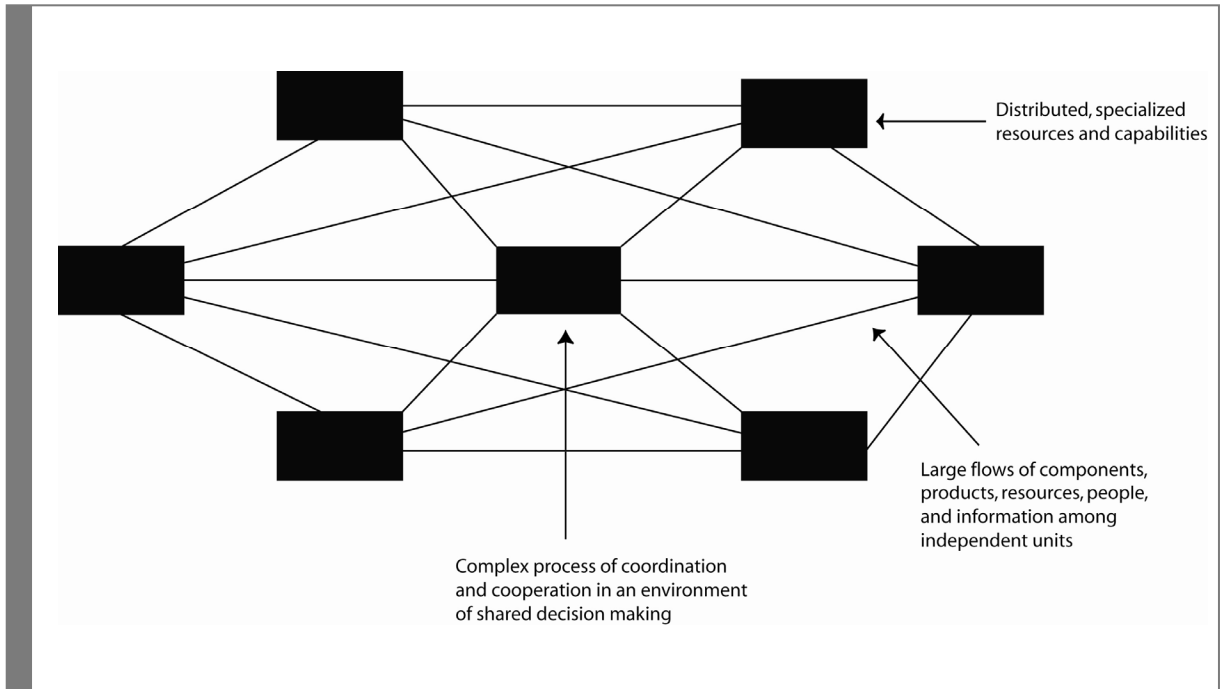 Distributed, specialized
resources and capabilities
Large flows of components,
products, resources, people,
and information among
independent units
Complex process of coordination
and cooperation in an environment
of shared decision making